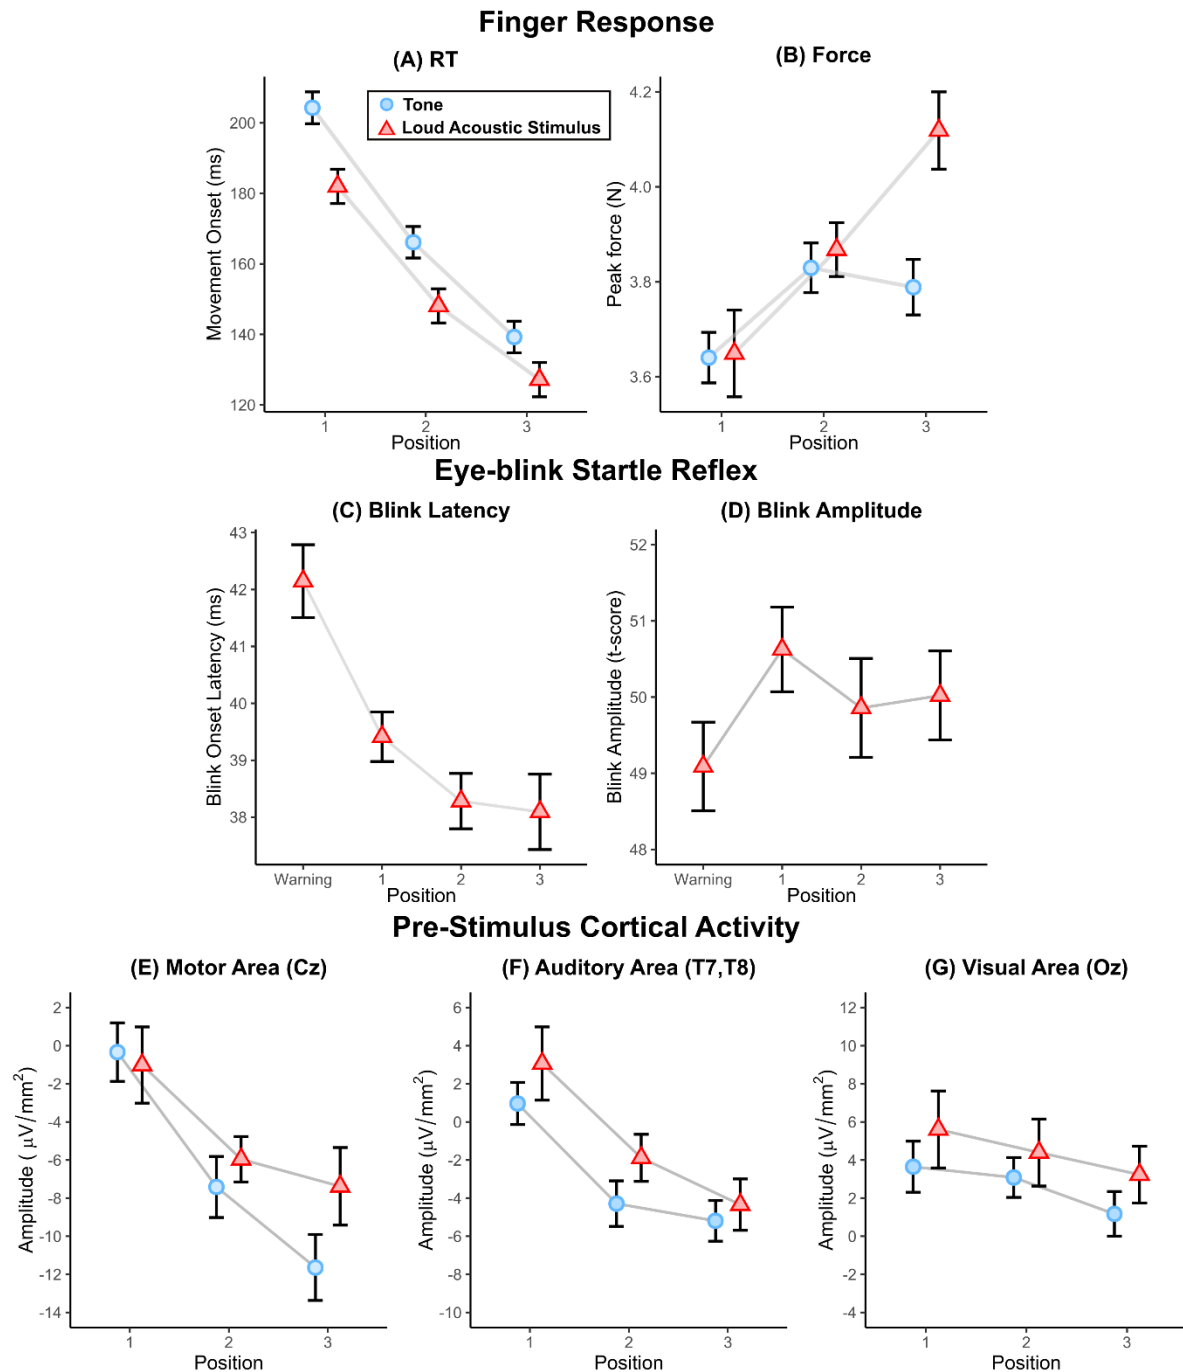 Finger Response
(A) RT
(B) Force
Tone
Loud Acoustic Stimulus
Movement Onset (ms)
200
180
160
140
120
1 2 3
Position
Peak force (N)
4.2
4.0
3.8
3.6
1 2 3
Position
Eye-blink Startle Reflex
(C) Blink Latency
(D) Blink Amplitude
Blink Onset Latency (ms)
43
42
41
40
39
38
Warning 1 2 3
Position
Blink Amplitude (t-score)
52
51
50
49
48
Warning 1 2 3
Position
Pre-Stimulus Cortical Activity
(E) Motor Area (Cz)
(F) Auditory Area (T7,T8)
(G) Visual Area (Oz)
Amplitude ( μV/mm²)
2
0
-2
-4
-6
-8
-10
-12
-14
1 2 3
Position
Amplitude (μV/mm²)
6
4
2
0
-2
-4
-6
-8
-10
1 2 3
Position
Amplitude (μV/mm²)
12
10
8
6
4
2
0
-2
-4
1 2 3
Position